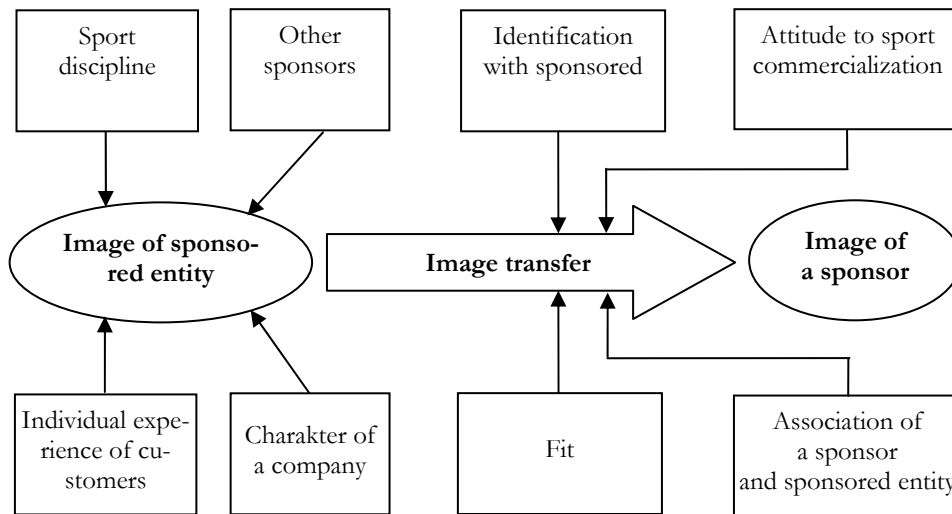 Sport
discipline
Other
sponsors
Identification
with sponsored
Attitude to sport
commercialization
Image of sponso-
red entity
Image transfer
Image of
a sponsor
Individual expe-
rience of cu-
stomers
Charakter of
a company
Fit
Association of
a sponsor
and sponsored entity